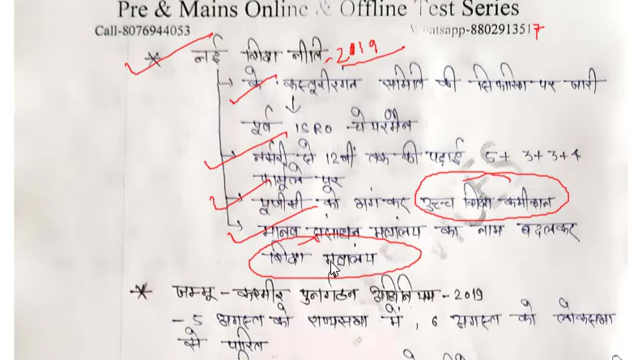 Pre & Mains Online & Offline Test Series
Call-8076944053 Whatsapp-8802913517
* नई शिक्षा नीति - 2019
→ के. कस्तूरीरंगन समिति की सिफारिश पर जारी
↓
पूर्व ISRO चेयरमैन
→ नर्सरी से 12वीं तक की पढ़ाई 5+3+3+4
फार्मूले पर
→ यूजीसी को भंग कर उच्च शिक्षा कमीशन
→ मानव संसाधन मंत्रालय का नाम बदलकर
शिक्षा मंत्रालय
* जम्मू-कश्मीर पुनर्गठन अधिनियम - 2019
- 5 अगस्त को राज्यसभा में, 6 अगस्त को लोकसभा
से पारित